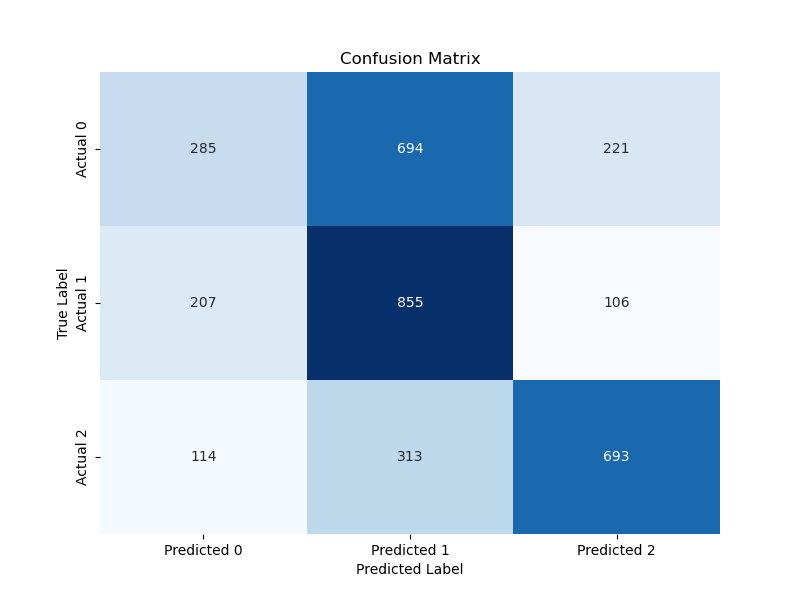 Confusion Matrix
True Label
Actual 0
285 694 221
Actual 1
207 855 106
Actual 2
114 313 693
Predicted 0 Predicted 1 Predicted 2
Predicted Label